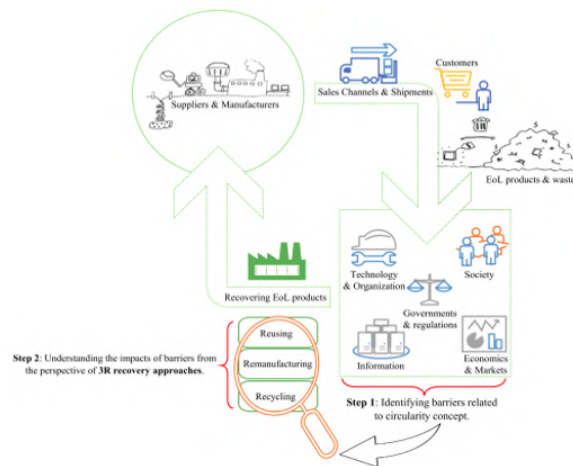 Customers
Suppliers & Manufacturers
Sales Channels & Shipments
EoL products & waste
Technology
& Organization
Society
Governments
& regulations
Information
Economics
& Markets
Recovering EoL products
Reusing
Remanufacturing
Recycling
Step 2: Understanding the impacts of barriers from
the perspective of 3R recovery approaches.
Step 1: Identifying barriers related
to circularity concept.